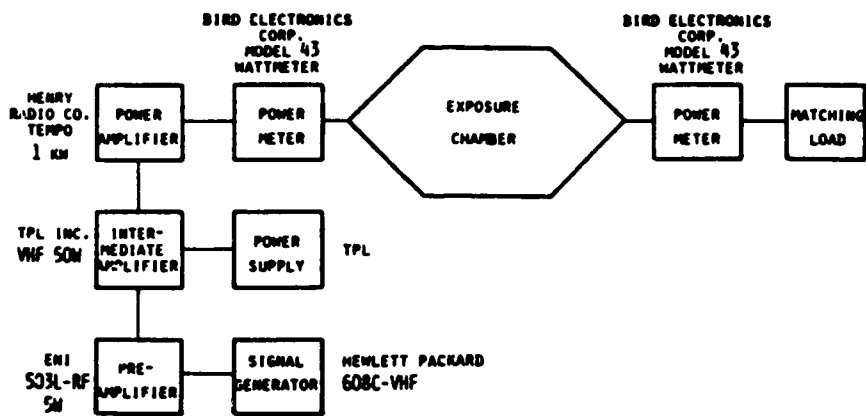 BIRD ELECTRONICS
CORP.
MODEL 43
WATTMETER
BIRD ELECTRONICS
CORP.
MODEL 43
WATTMETER
HENRY
RADIO CO.
TEMPO
1 KW
POWER
AMPLIFIER
POWER
METER
EXPOSURE
CHAMBER
POWER
METER
MATCHING
LOAD
TPL INC.
VHF 50W
INTER-
MEDIATE
AMPLIFIER
POWER
SUPPLY
TPL
ENI
503L-RF
5W
PRE-
AMPLIFIER
SIGNAL
GENERATOR
HEWLETT PACKARD
608C-VHF